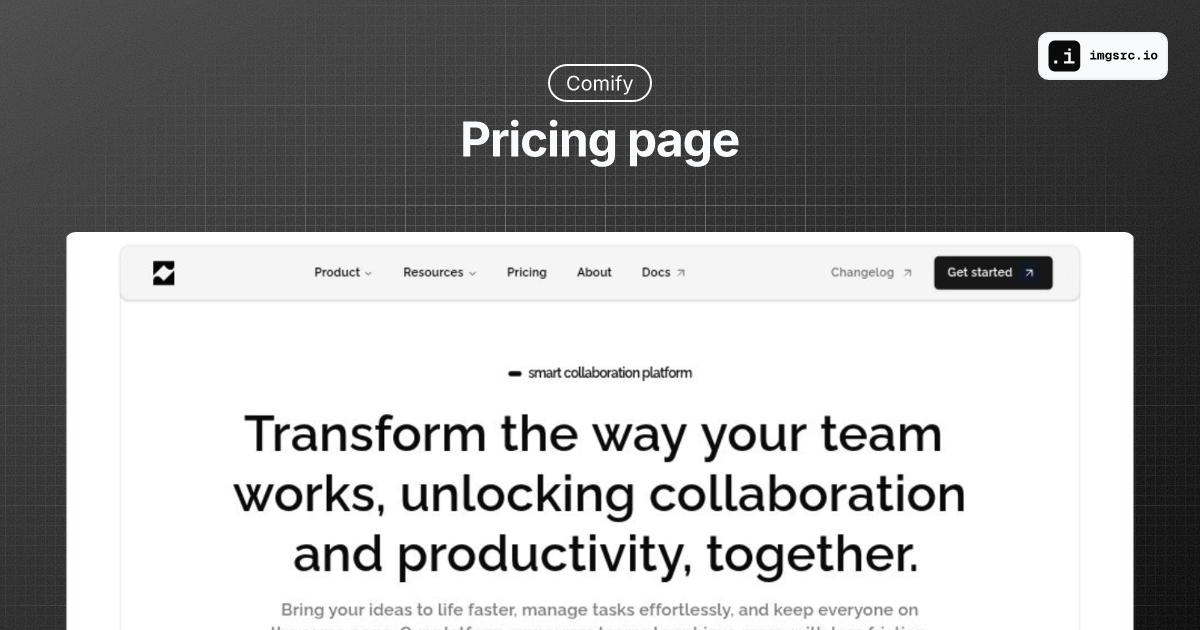 .i imgsrc.io
Comify
Pricing page
Product Resources Pricing About Docs Changelog Get started
smart collaboration platform
Transform the way your team
works, unlocking collaboration
and productivity, together.
Bring your ideas to life faster, manage tasks effortlessly, and keep everyone on